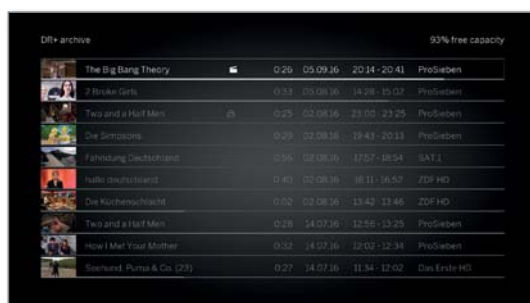 DR+ archive 93% free capacity
The Big Bang Theory 0:26 05.09.16 20:14 - 20:41 ProSieben
2 Broke Girls 0:33 05.08.16 14:28 - 15:02 ProSieben
Two and a Half Men 0:25 02.08.16 23:00 - 23:25 ProSieben
Die Simpsons 0:29 02.08.16 19:43 - 20:13 ProSieben
Fahndung Deutschland 0:56 02.08.16 17:57 - 18:54 SAT.1
hallo deutschland 0:40 02.08.16 16:11 - 16:52 ZDF HD
Die Küchenschlacht 0:02 02.08.16 13:42 - 13:46 ZDF HD
Two and a Half Men 0:28 14.07.16 12:56 - 13:25 ProSieben
How I Met Your Mother 0:32 14.07.16 12:02 - 12:34 ProSieben
Seehund, Puma & Co. (23) 0:27 14.07.16 11:34 - 12:02 Das Erste HD